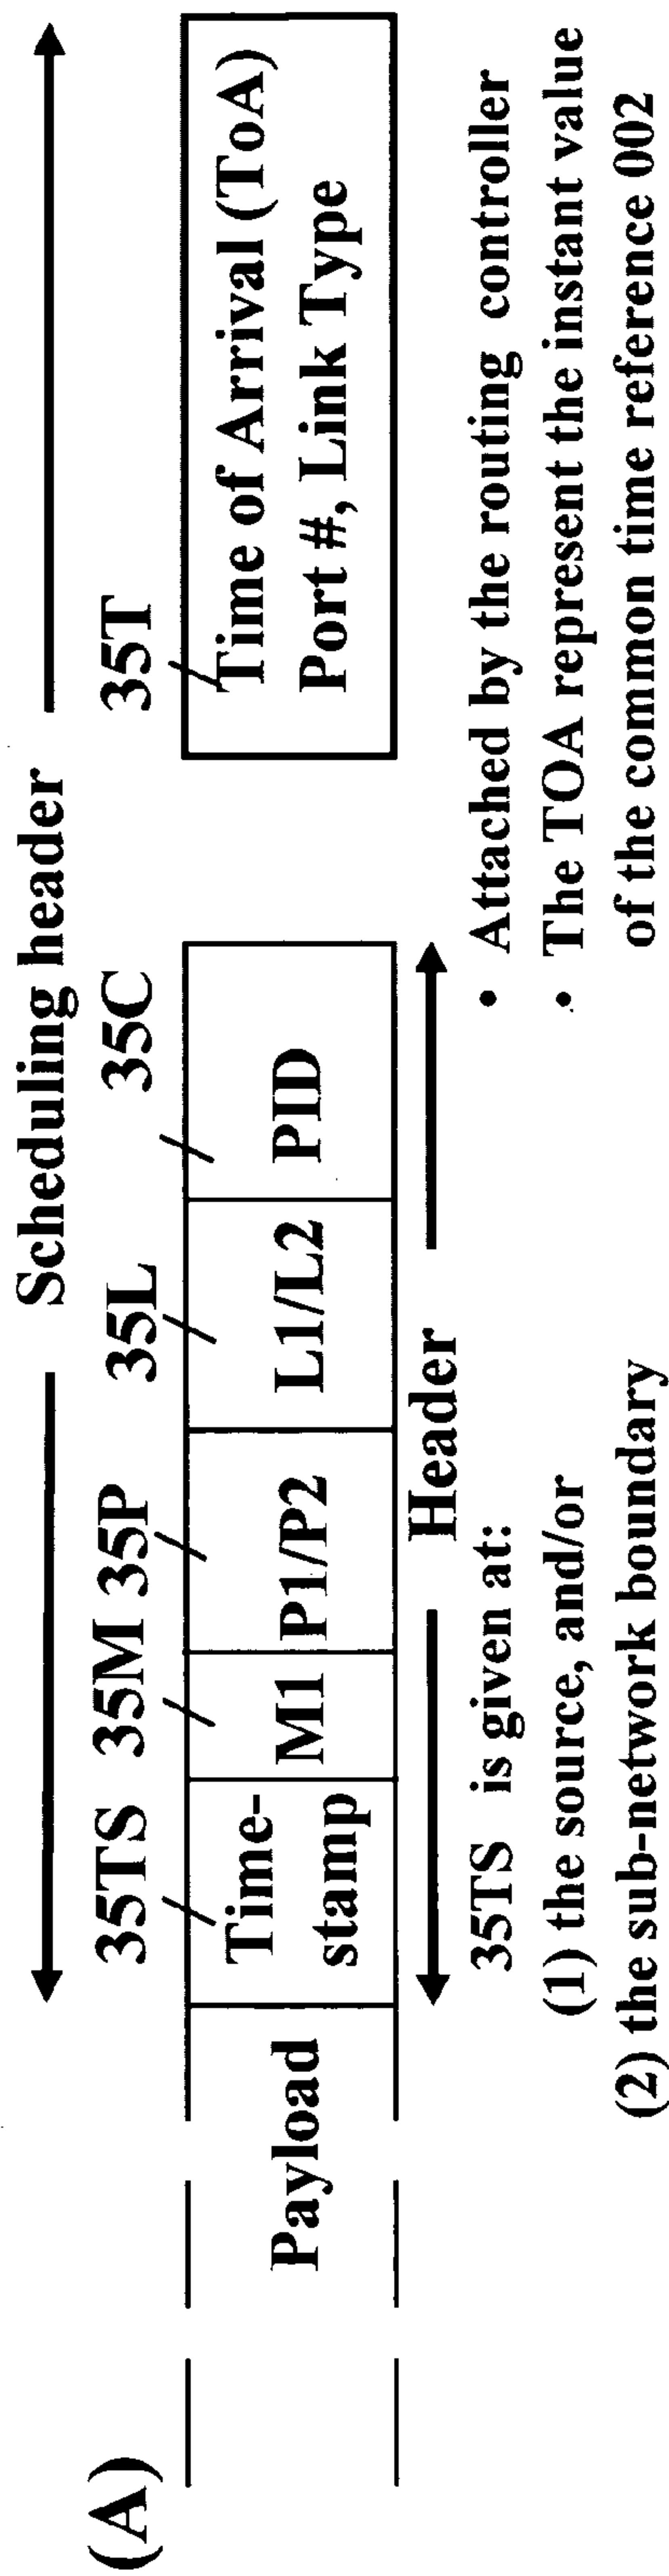 (A)
Scheduling header
35TS 35M 35P 35L 35C 35T
Payload
Time-
stamp
M1
P1/P2
L1/L2
PID
Time of Arrival (ToA)
Port #, Link Type
Header
35TS is given at:
(1) the source, and/or
(2) the sub-network boundary
• Attached by the routing controller
• The TOA represent the instant value
of the common time reference 002